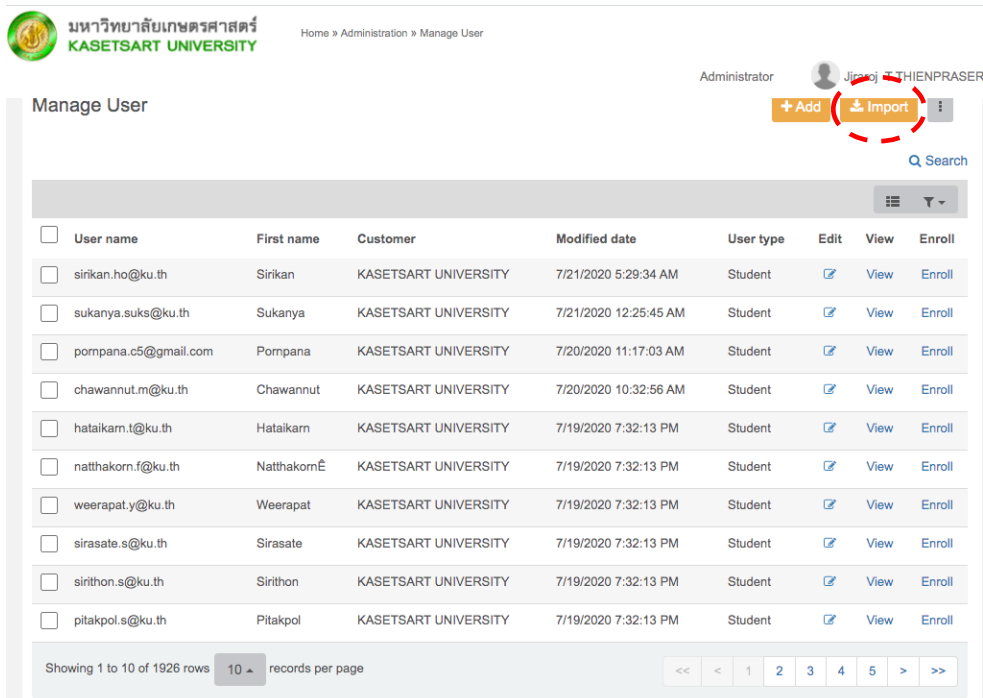 มหาวิทยาลัยเกษตรศาสตร์
KASETSART UNIVERSITY
Home » Administration » Manage User
Administrator Jiraroj T.THIENPRASER
Manage User
+ Add Import
Search
User name First name Customer Modified date User type Edit View Enroll
sirikan.ho@ku.th Sirikan KASETSART UNIVERSITY 7/21/2020 5:29:34 AM Student View Enroll
sukanya.suks@ku.th Sukanya KASETSART UNIVERSITY 7/21/2020 12:25:45 AM Student View Enroll
pornpana.c5@gmail.com Pornpana KASETSART UNIVERSITY 7/20/2020 11:17:03 AM Student View Enroll
chawannut.m@ku.th Chawannut KASETSART UNIVERSITY 7/20/2020 10:32:56 AM Student View Enroll
hataikarn.t@ku.th Hataikarn KASETSART UNIVERSITY 7/19/2020 7:32:13 PM Student View Enroll
natthakorn.f@ku.th NatthakornÊ KASETSART UNIVERSITY 7/19/2020 7:32:13 PM Student View Enroll
weerapat.y@ku.th Weerapat KASETSART UNIVERSITY 7/19/2020 7:32:13 PM Student View Enroll
sirasate.s@ku.th Sirasate KASETSART UNIVERSITY 7/19/2020 7:32:13 PM Student View Enroll
sirithon.s@ku.th Sirithon KASETSART UNIVERSITY 7/19/2020 7:32:13 PM Student View Enroll
pitakpol.s@ku.th Pitakpol KASETSART UNIVERSITY 7/19/2020 7:32:13 PM Student View Enroll
Showing 1 to 10 of 1926 rows 10 records per page << < 1 2 3 4 5 > >>